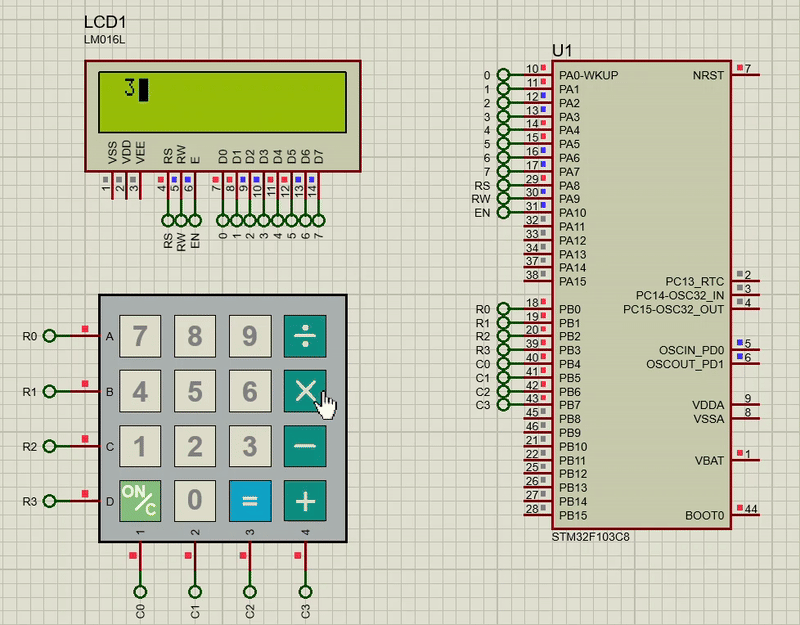 LCD1
LM016L
3
VSS VDD VEE RS RW E D0 D1 D2 D3 D4 D5 D6 D7
1 2 3 4 5 6 7 8 9 10 11 12 13 14
RS RW EN 0 1 2 3 4 5 6 7
R0 A 7 8 9 ÷
R1 B 4 5 6 ×
R2 C 1 2 3 −
R3 D ON/C 0 = +
1 2 3 4
C0 C1 C2 C3
U1
0 10 PA0-WKUP NRST 7
1 11 PA1
2 12 PA2
3 13 PA3
4 14 PA4
5 15 PA5
6 16 PA6
7 17 PA7
RS 29 PA8
RW 30 PA9
EN 31 PA10
32 PA11
33 PA12
34 PA13
37 PA14
38 PA15 PC13_RTC 2
PC14-OSC32_IN 3
R0 18 PB0 PC15-OSC32_OUT 4
R1 19 PB1
R2 20 PB2
R3 39 PB3 OSCIN_PD0 5
C0 40 PB4 OSCOUT_PD1 6
C1 41 PB5
C2 42 PB6
C3 43 PB7 VDDA 9
45 PB8 VSSA 8
46 PB9
21 PB10
22 PB11 VBAT 1
25 PB12
26 PB13
27 PB14
28 PB15 BOOT0 44
STM32F103C8